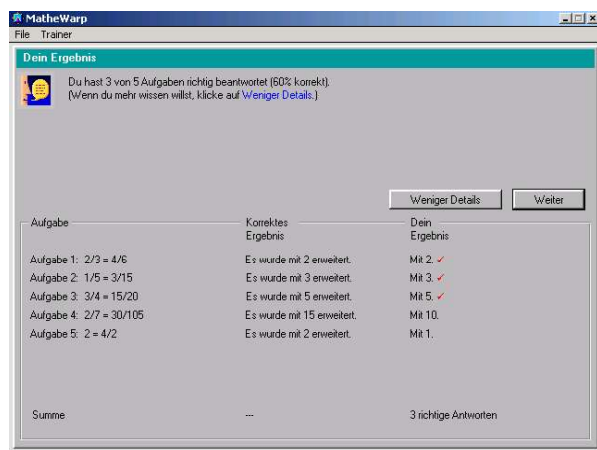 MatheWarp
File Trainer
Dein Ergebnis
Du hast 3 von 5 Aufgaben richtig beantwortet (60% korrekt).
(Wenn du mehr wissen willst, klicke auf Weniger Details.)
Weniger Details Weiter
Aufgabe Korrektes Ergebnis Dein Ergebnis
Aufgabe 1: 2/3 = 4/6 Es wurde mit 2 erweitert. Mit 2. ✓
Aufgabe 2: 1/5 = 3/15 Es wurde mit 3 erweitert. Mit 3. ✓
Aufgabe 3: 3/4 = 15/20 Es wurde mit 5 erweitert. Mit 5. ✓
Aufgabe 4: 2/7 = 30/105 Es wurde mit 15 erweitert. Mit 10.
Aufgabe 5: 2 = 4/2 Es wurde mit 2 erweitert. Mit 1.
Summe --- 3 richtige Antworten